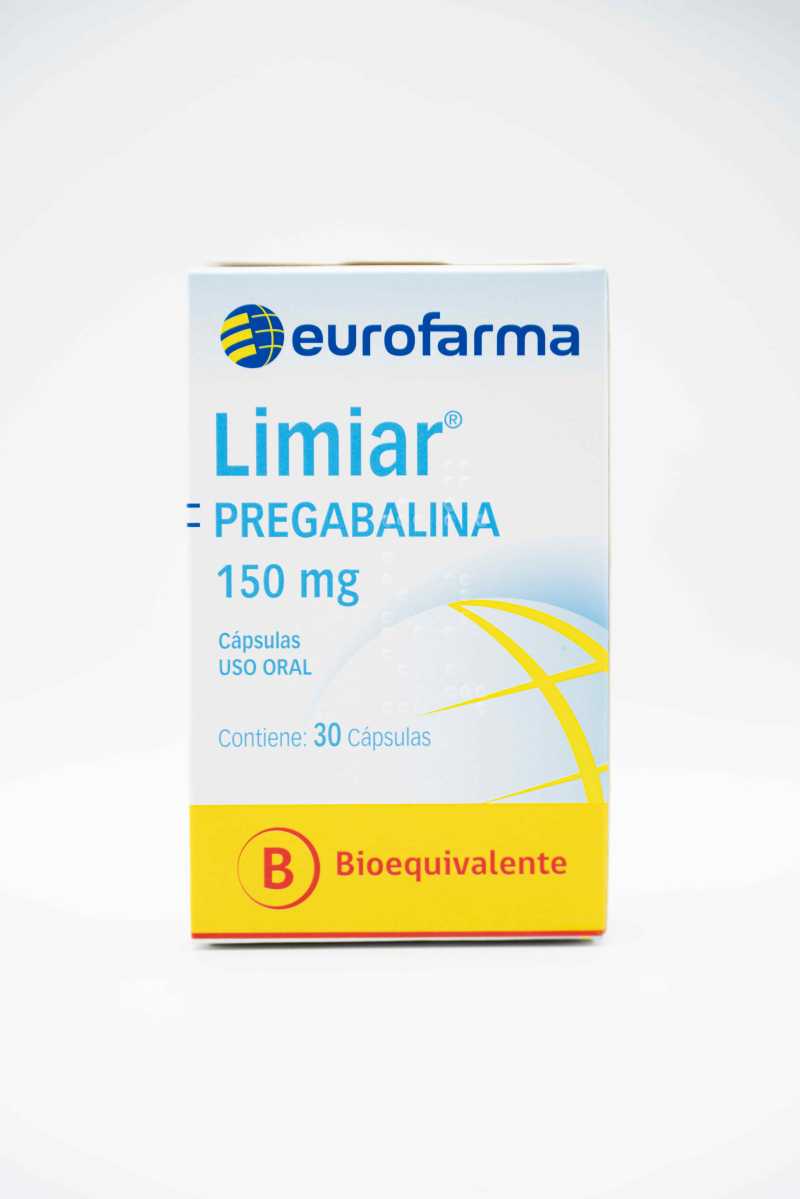 eurofarma
Limiar®
PREGABALINA
150 mg
Cápsulas
USO ORAL
Contiene: 30 Cápsulas
B Bioequivalente